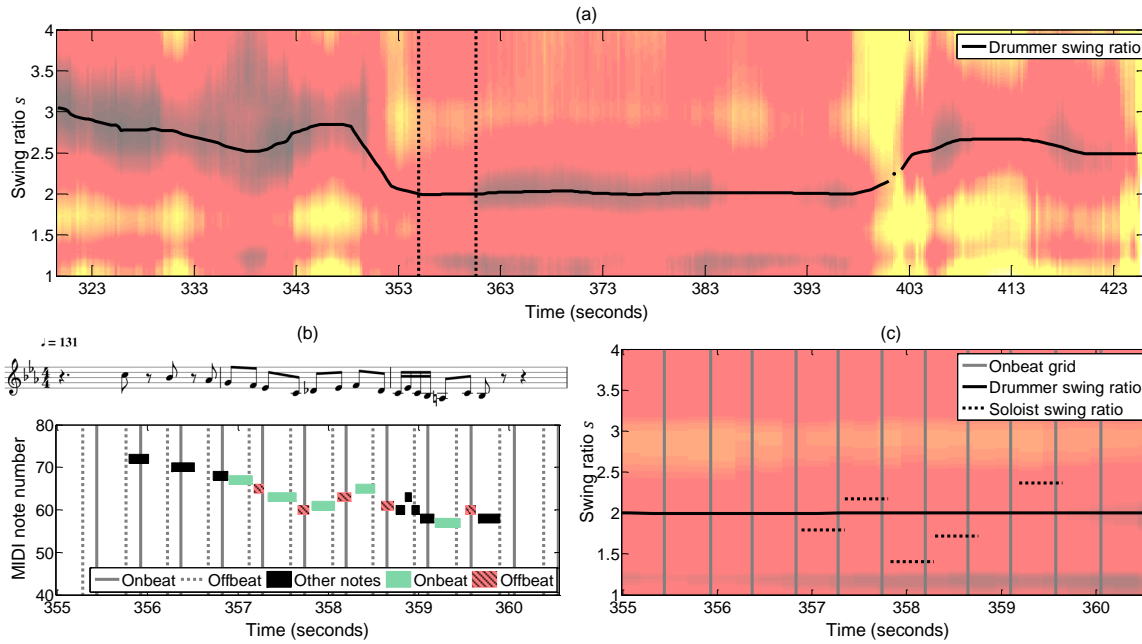 (a)
4
3.5
3
2.5
2
1.5
1
Swing ratio s
Drummer swing ratio
323 333 343 353 363 373 383 393 403 413 423
Time (seconds)
(b)
♩ = 131
4
4
80
70
60
50
40
MIDI note number
Onbeat Offbeat Other notes Onbeat Offbeat
355 356 357 358 359 360
Time (seconds)
(c)
4
3.5
3
2.5
2
1.5
1
Swing ratio s
Onbeat grid
Drummer swing ratio
Soloist swing ratio
355 356 357 358 359 360
Time (seconds)